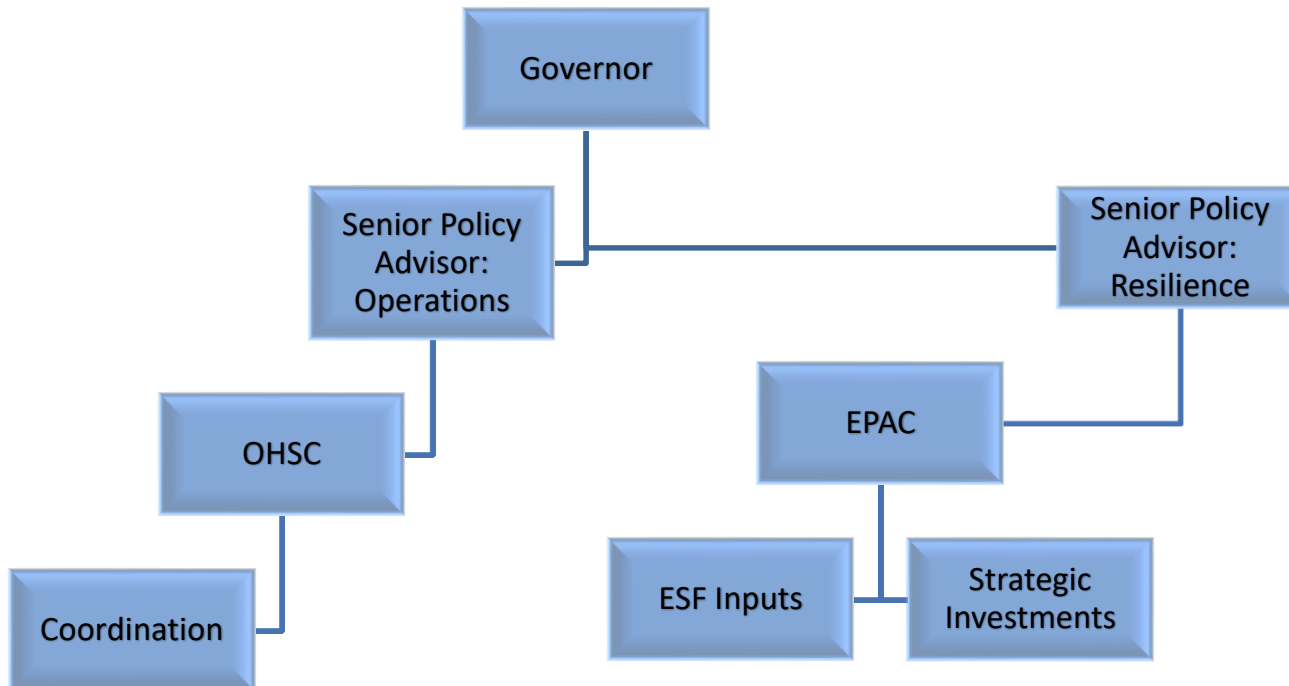 Governor
Senior Policy
Advisor:
Operations
Senior Policy
Advisor:
Resilience
OHSC
EPAC
Coordination
ESF Inputs
Strategic
Investments